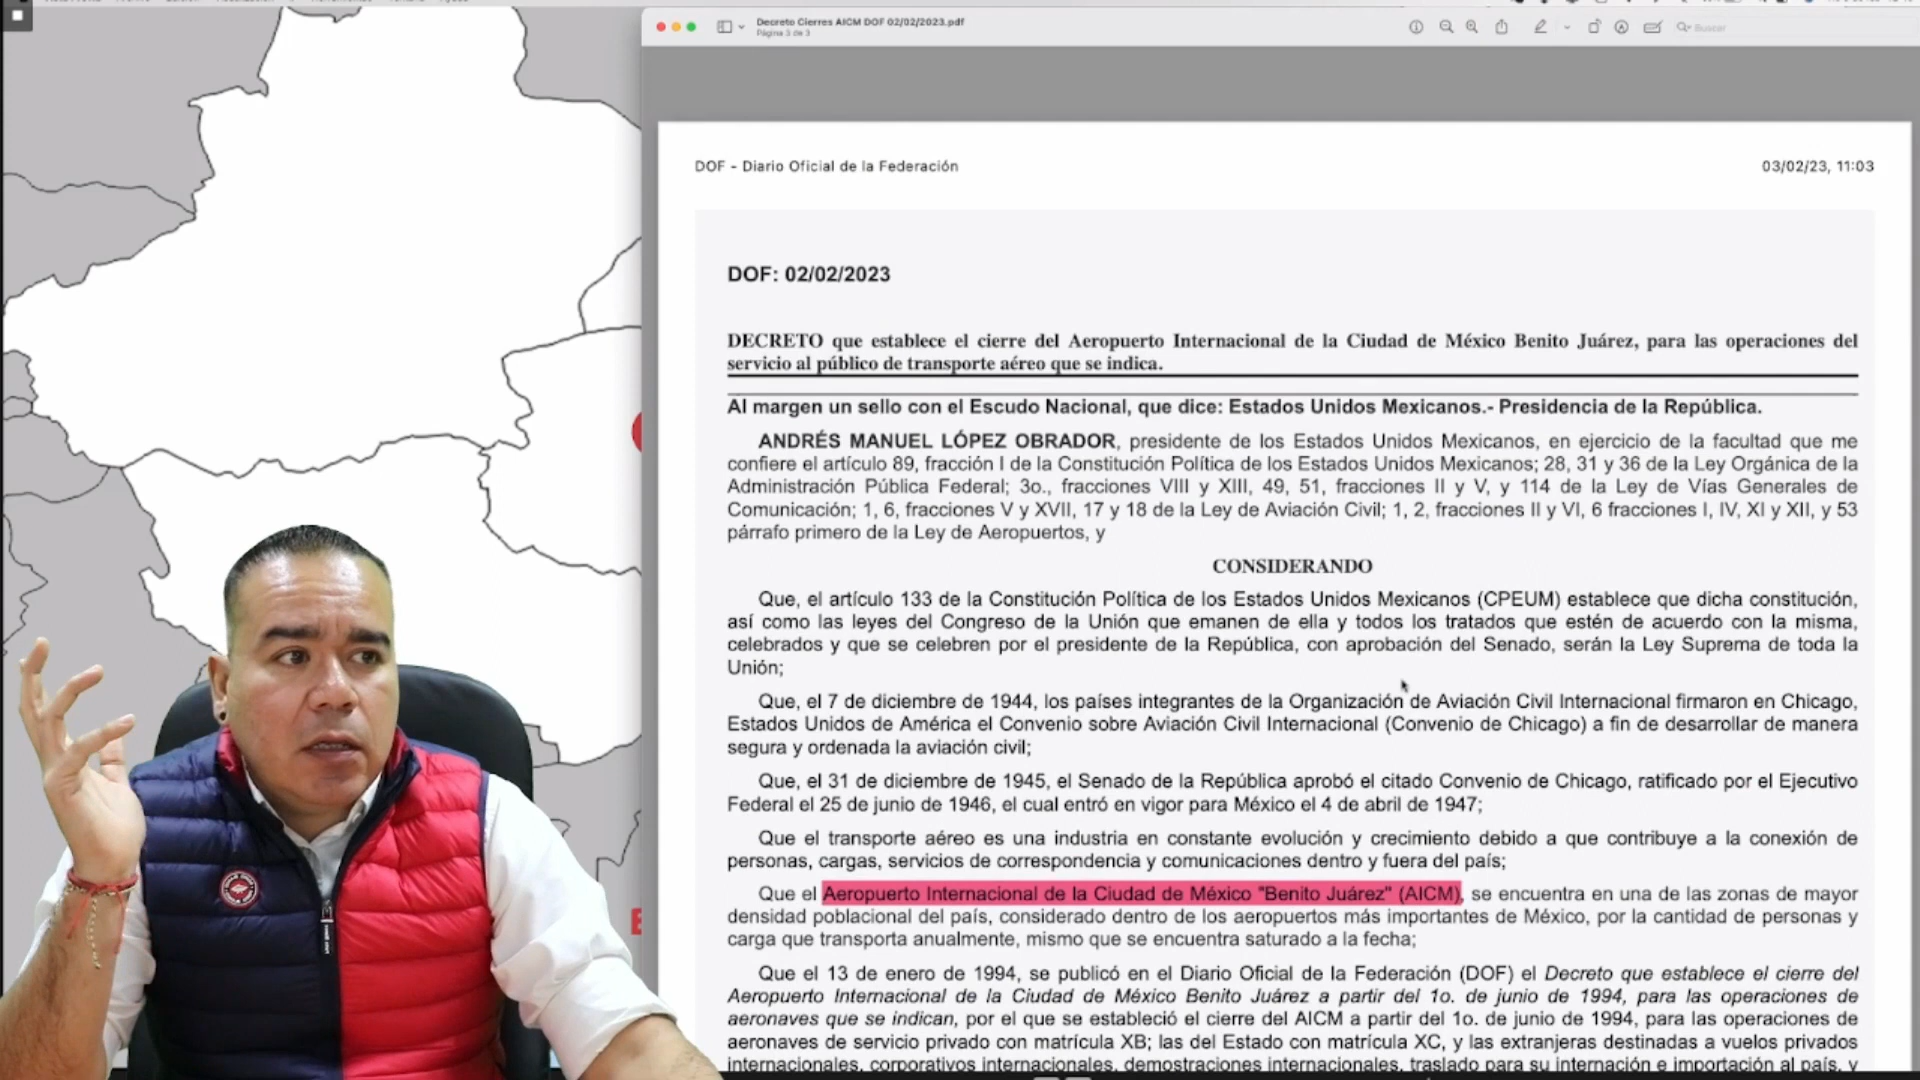 Decreto Cierres AICM DOF 02/02/2023.pdf
Página 3 de 3
Buscar
DOF - Diario Oficial de la Federación
03/02/23, 11:03
DOF: 02/02/2023
DECRETO que establece el cierre del Aeropuerto Internacional de la Ciudad de México Benito Juárez, para las operaciones del
servicio al público de transporte aéreo que se indica.
Al margen un sello con el Escudo Nacional, que dice: Estados Unidos Mexicanos.- Presidencia de la República.
ANDRÉS MANUEL LÓPEZ OBRADOR, presidente de los Estados Unidos Mexicanos, en ejercicio de la facultad que me
confiere el artículo 89, fracción I de la Constitución Política de los Estados Unidos Mexicanos; 28, 31 y 36 de la Ley Orgánica de la
Administración Pública Federal; 3o., fracciones VIII y XIII, 49, 51, fracciones II y V, y 114 de la Ley de Vías Generales de
Comunicación; 1, 6, fracciones V y XVII, 17 y 18 de la Ley de Aviación Civil; 1, 2, fracciones II y VI, 6 fracciones I, IV, XI y XII, y 53
párrafo primero de la Ley de Aeropuertos, y
CONSIDERANDO
Que, el artículo 133 de la Constitución Política de los Estados Unidos Mexicanos (CPEUM) establece que dicha constitución,
así como las leyes del Congreso de la Unión que emanen de ella y todos los tratados que estén de acuerdo con la misma,
celebrados y que se celebren por el presidente de la República, con aprobación del Senado, serán la Ley Suprema de toda la
Unión;
Que, el 7 de diciembre de 1944, los países integrantes de la Organización de Aviación Civil Internacional firmaron en Chicago,
Estados Unidos de América el Convenio sobre Aviación Civil Internacional (Convenio de Chicago) a fin de desarrollar de manera
segura y ordenada la aviación civil;
Que, el 31 de diciembre de 1945, el Senado de la República aprobó el citado Convenio de Chicago, ratificado por el Ejecutivo
Federal el 25 de junio de 1946, el cual entró en vigor para México el 4 de abril de 1947;
Que el transporte aéreo es una industria en constante evolución y crecimiento debido a que contribuye a la conexión de
personas, cargas, servicios de correspondencia y comunicaciones dentro y fuera del país;
Que el Aeropuerto Internacional de la Ciudad de México "Benito Juárez" (AICM), se encuentra en una de las zonas de mayor
densidad poblacional del país, considerado dentro de los aeropuertos más importantes de México, por la cantidad de personas y
carga que transporta anualmente, mismo que se encuentra saturado a la fecha;
Que el 13 de enero de 1994, se publicó en el Diario Oficial de la Federación (DOF) el Decreto que establece el cierre del
Aeropuerto Internacional de la Ciudad de México Benito Juárez a partir del 1o. de junio de 1994, para las operaciones de
aeronaves que se indican, por el que se estableció el cierre del AICM a partir del 1o. de junio de 1994, para las operaciones de
aeronaves de servicio privado con matrícula XB; las del Estado con matrícula XC, y las extranjeras destinadas a vuelos privados
internacionales, corporativos internacionales, demostraciones internacionales, traslado para su internación e importación al país, y